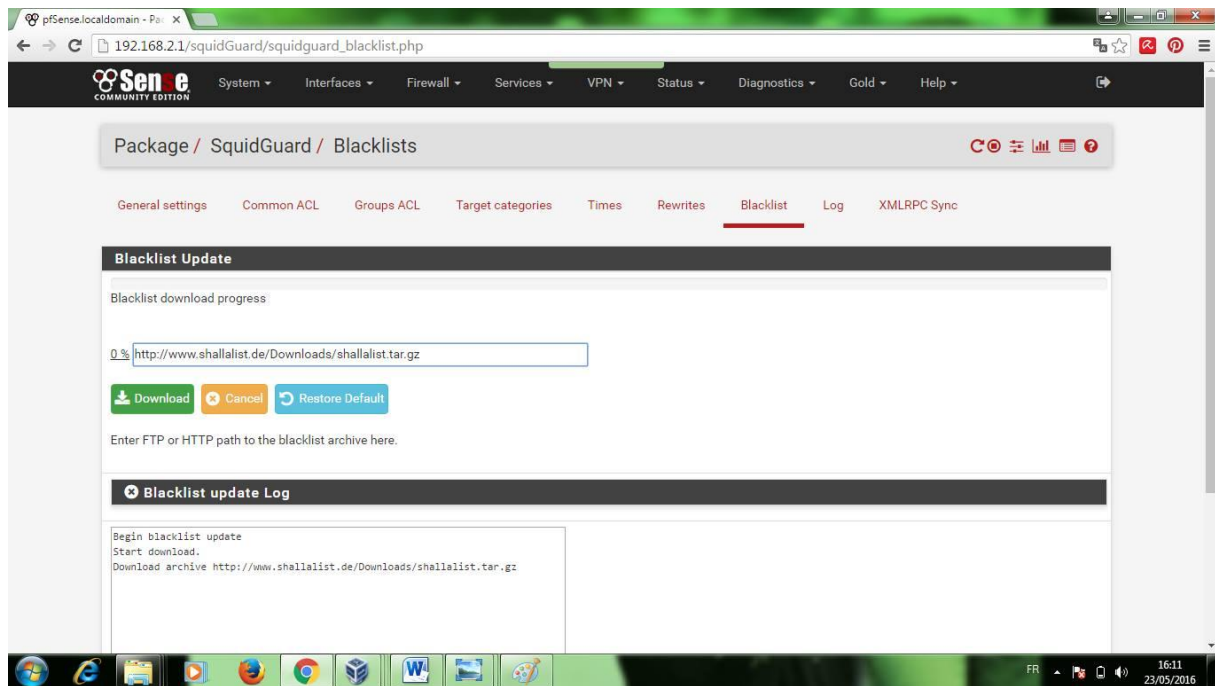 pfSense.localdomain - Pac
192.168.2.1/squidGuard/squidguard_blacklist.php
Sense
COMMUNITY EDITION
System
Interfaces
Firewall
Services
VPN
Status
Diagnostics
Gold
Help
Package / SquidGuard / Blacklists
General settings
Common ACL
Groups ACL
Target categories
Times
Rewrites
Blacklist
Log
XMLRPC Sync
Blacklist Update
Blacklist download progress
0 % http://www.shallalist.de/Downloads/shallalist.tar.gz
Download
Cancel
Restore Default
Enter FTP or HTTP path to the blacklist archive here.
Blacklist update Log
Begin blacklist update
Start download.
Download archive http://www.shallalist.de/Downloads/shallalist.tar.gz
FR
16:11
23/05/2016